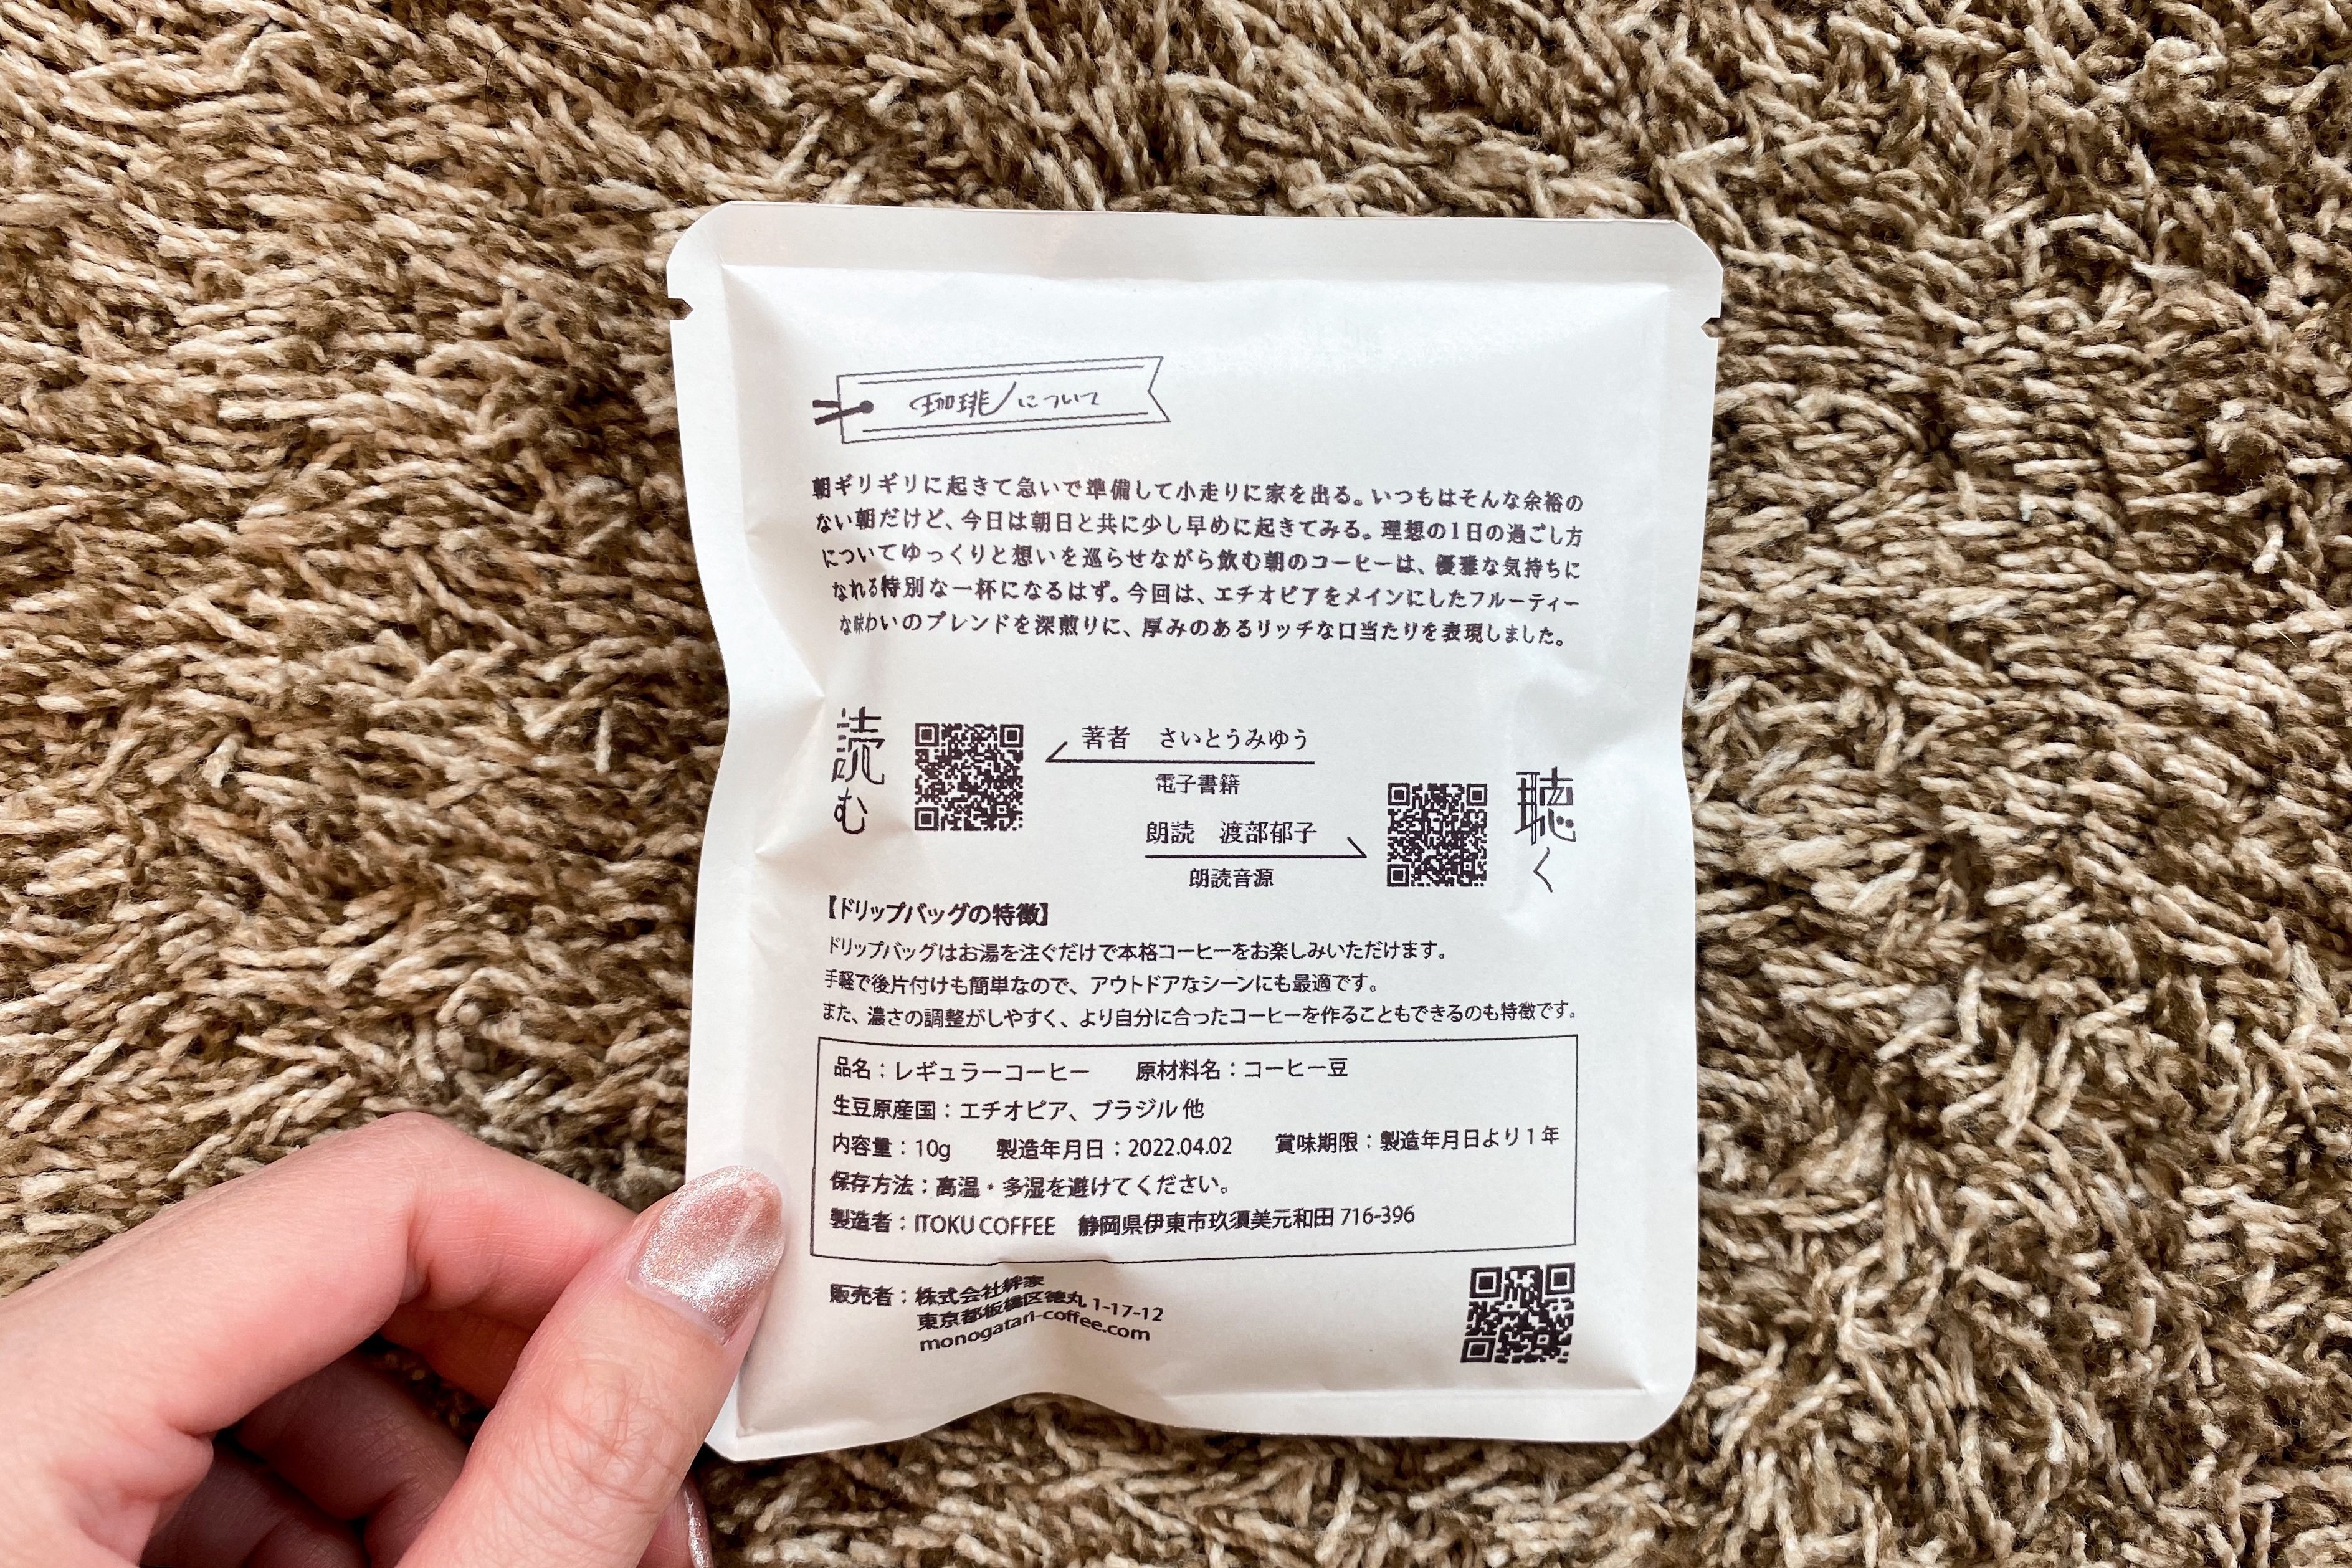 珈琲について
朝ギリギリに起きて急いで準備して小走りに家を出る。いつもはそんな余裕の
ない朝だけど、今日は朝日と共に少し早めに起きてみる。理想の1日の過ごし方
についてゆっくりと想いを巡らせながら飲む朝のコーヒーは、優雅な気持ちに
なれる特別な一杯になるはず。今回は、エチオピアをメインにしたフルーティー
な味わいのブレンドを深煎りに、厚みのあるリッチな口当たりを表現しました。
読む
著者 さいとうみゆう
電子書籍
聴く
朗読 渡部郁子
朗読音源
【ドリップバッグの特徴】
ドリップバッグはお湯を注ぐだけで本格コーヒーをお楽しみいただけます。
手軽で後片付けも簡単なので、アウトドアなシーンにも最適です。
また、濃さの調整がしやすく、より自分に合ったコーヒーを作ることもできるのも特徴です。
品名:レギュラーコーヒー 原材料名:コーヒー豆
生豆原産国:エチオピア、ブラジル 他
内容量:10g 製造年月日:2022.04.02 賞味期限:製造年月日より1年
保存方法:高温・多湿を避けてください。
製造者:ITOKU COFFEE 静岡県伊東市玖須美元和田 716-396
販売者:株式会社絆家
東京都板橋区徳丸 1-17-12
monogatari-coffee.com